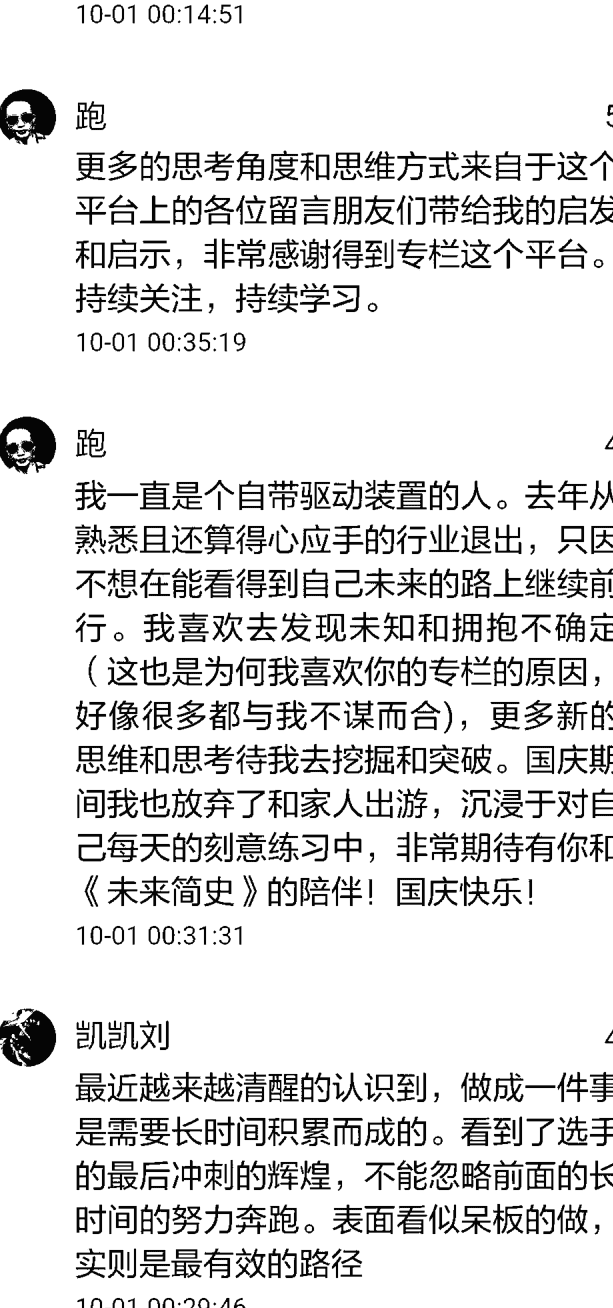 10-01 00:14:51
跑
更多的思考角度和思维方式来自于这个
平台上的各位留言朋友们带给我的启发
和启示，非常感谢得到专栏这个平台。
持续关注，持续学习。
10-01 00:35:19
跑
我一直是个自带驱动装置的人。去年从
熟悉且还算得心应手的行业退出，只因
不想在能看得到自己未来的路上继续前
行。我喜欢去发现未知和拥抱不确定
（这也是为何我喜欢你的专栏的原因，
好像很多都与我不谋而合)，更多新的
思维和思考待我去挖掘和突破。国庆期
间我也放弃了和家人出游，沉浸于对自
己每天的刻意练习中，非常期待有你和
《未来简史》的陪伴！国庆快乐！
10-01 00:31:31
凯凯刘
最近越来越清醒的认识到，做成一件事
是需要长时间积累而成的。看到了选手
的最后冲刺的辉煌，不能忽略前面的长
时间的努力奔跑。表面看似呆板的做，
实则是最有效的路径
10-01 00:29:46